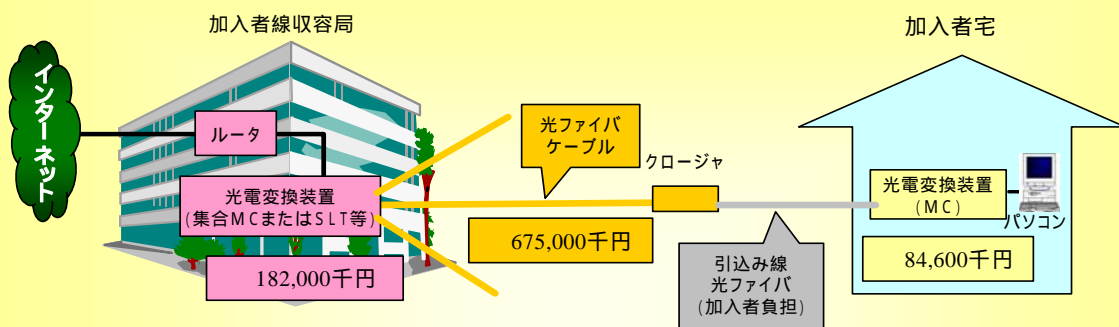 加入者線収容局
加入者宅
インターネット
ルータ
光電変換装置
(集合MCまたはSLT等)
182,000千円
光ファイバ
ケーブル
675,000千円
クロージャ
引込み線
光ファイバ
(加入者負担)
光電変換装置
(MC)
パソコン
84,600千円